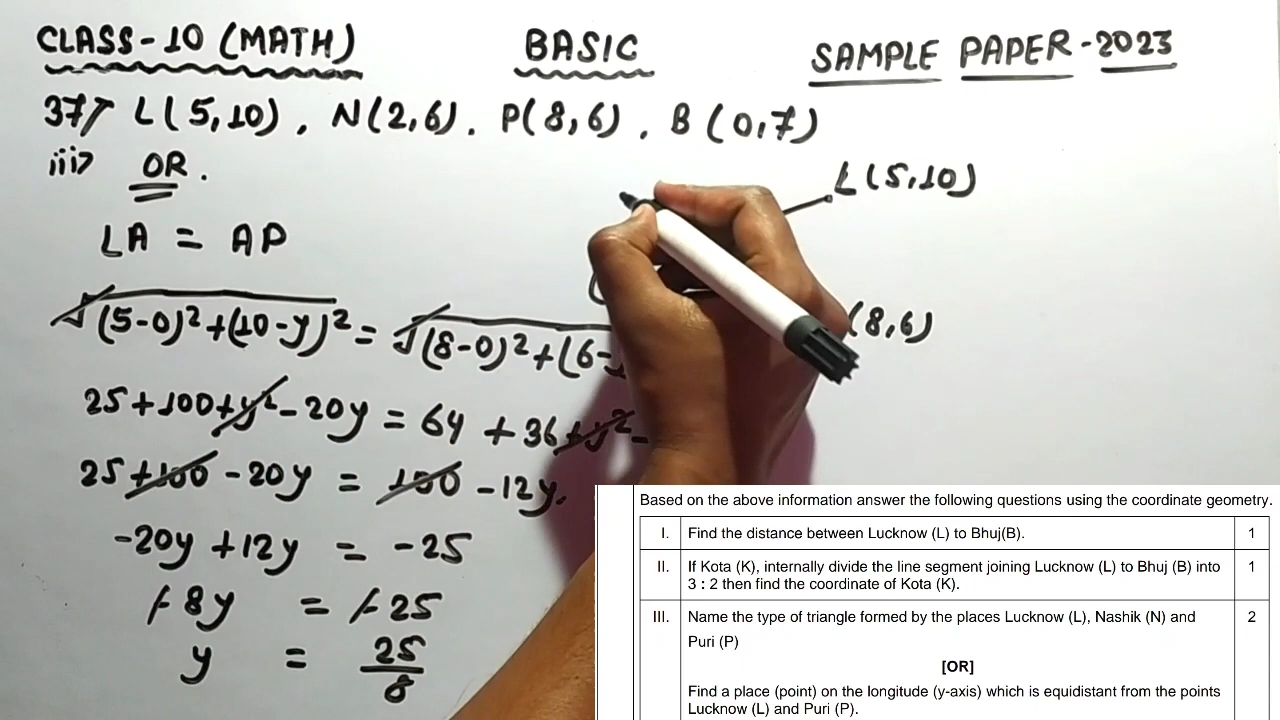 CLASS-10 (MATH) BASIC SAMPLE PAPER-2023
37> L(5,10), N(2,6). P(8,6), B(0,7)
iii> OR.
L(5,10)
LA = AP
(8,6)
√(5-0)²+(10-y)² = √(8-0)²+(6-
25+100+y²-20y = 64 + 36+y²-
25+100-20y = 100-12y.
-20y+12y = -25
-8y = -25
y = 25/8
Based on the above information answer the following questions using the coordinate geometry.
I. Find the distance between Lucknow (L) to Bhuj(B). 1
II. If Kota (K), internally divide the line segment joining Lucknow (L) to Bhuj (B) into 1
3 : 2 then find the coordinate of Kota (K).
III. Name the type of triangle formed by the places Lucknow (L), Nashik (N) and 2
Puri (P)
[OR]
Find a place (point) on the longitude (y-axis) which is equidistant from the points
Lucknow (L) and Puri (P).